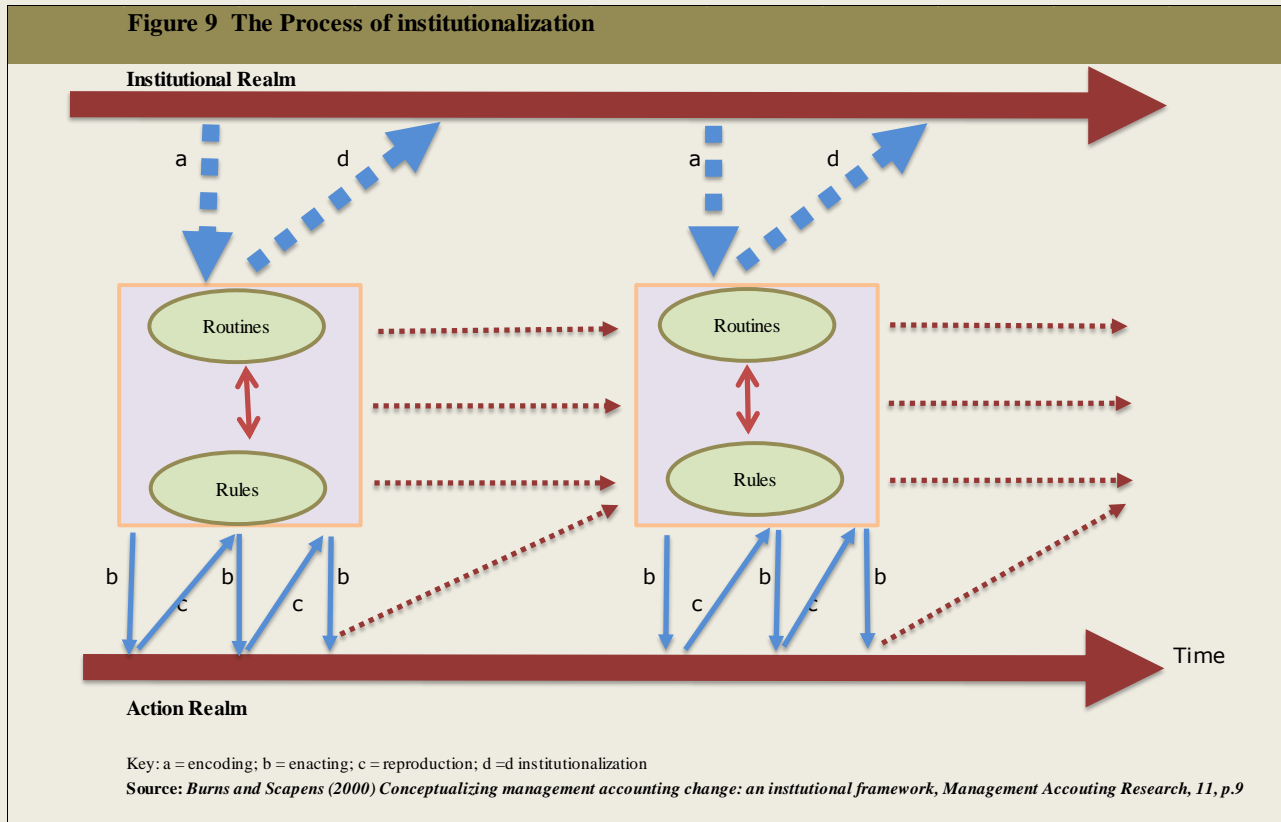 Figure 9 The Process of institutionalization
Institutional Realm
a
d
a
d
Routines
Routines
Rules
Rules
b
c
b
c
b
b
c
b
c
b
Time
Action Realm
Key: a = encoding; b = enacting; c = reproduction; d =d institutionalization
Source: Burns and Scapens (2000) Conceptualizing management accounting change: an insttutional framework, Management Accouting Research, 11, p.9